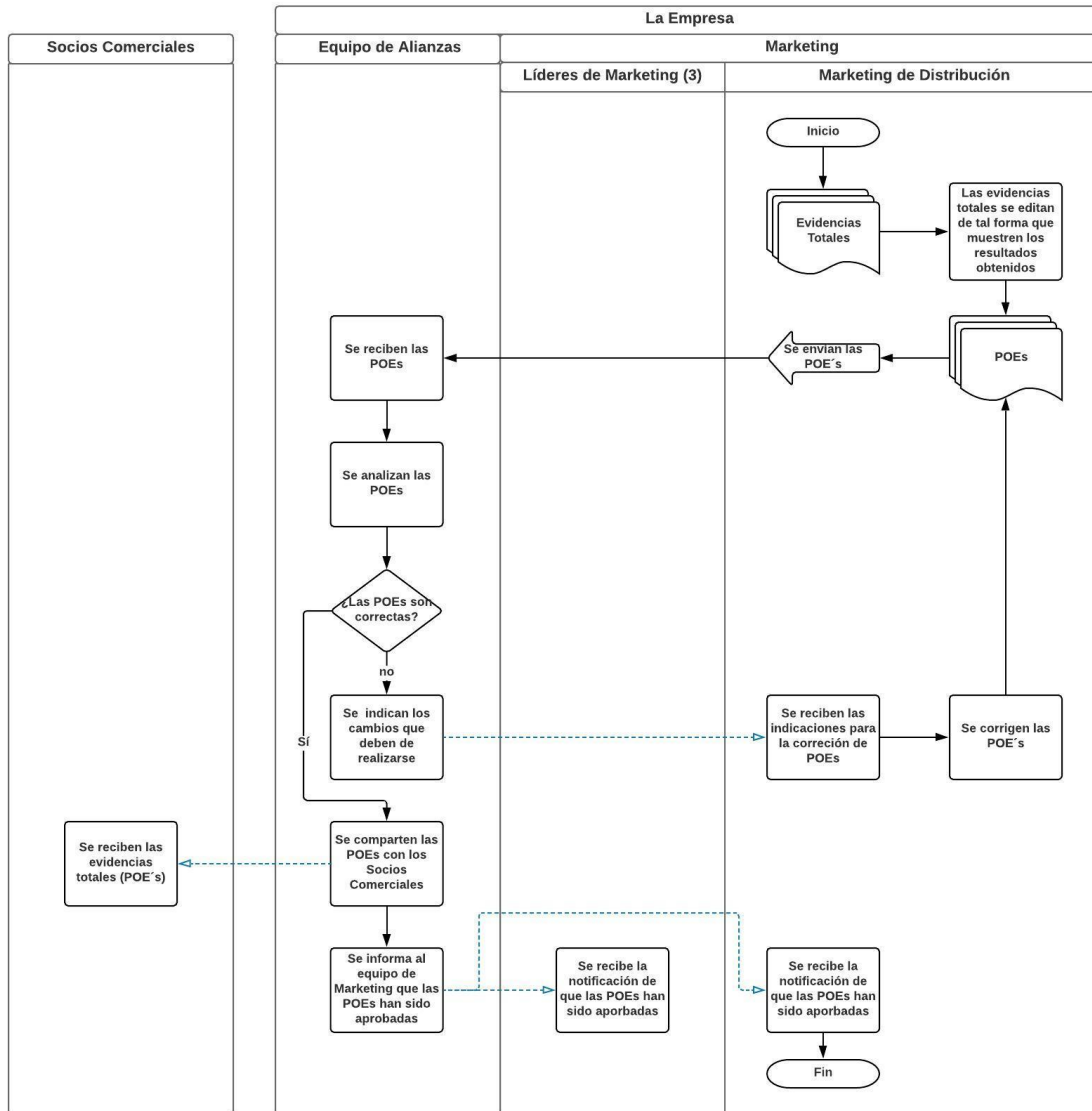 La Empresa
Socios Comerciales
Equipo de Alianzas
Marketing
Líderes de Marketing (3)
Marketing de Distribución
Inicio
Evidencias
Totales
Las evidencias
totales se editan
de tal forma que
muestren los
resultados
obtenidos
Se reciben las
POEs
Se envían las
POE´s
POEs
Se analizan las
POEs
¿Las POEs son
correctas?
no
Sí
Se indican los
cambios que
deben de
realizarse
Se reciben las
indicaciones para
la correción de
POEs
Se corrigen las
POE´s
Se reciben las
evidencias
totales (POE´s)
Se comparten las
POEs con los
Socios
Comerciales
Se informa al
equipo de
Marketing que las
POEs han sido
aprobadas
Se recibe la
notificación de
que las POEs han
sido aporbadas
Se recibe la
notificación de
que las POEs han
sido aporbadas
Fin